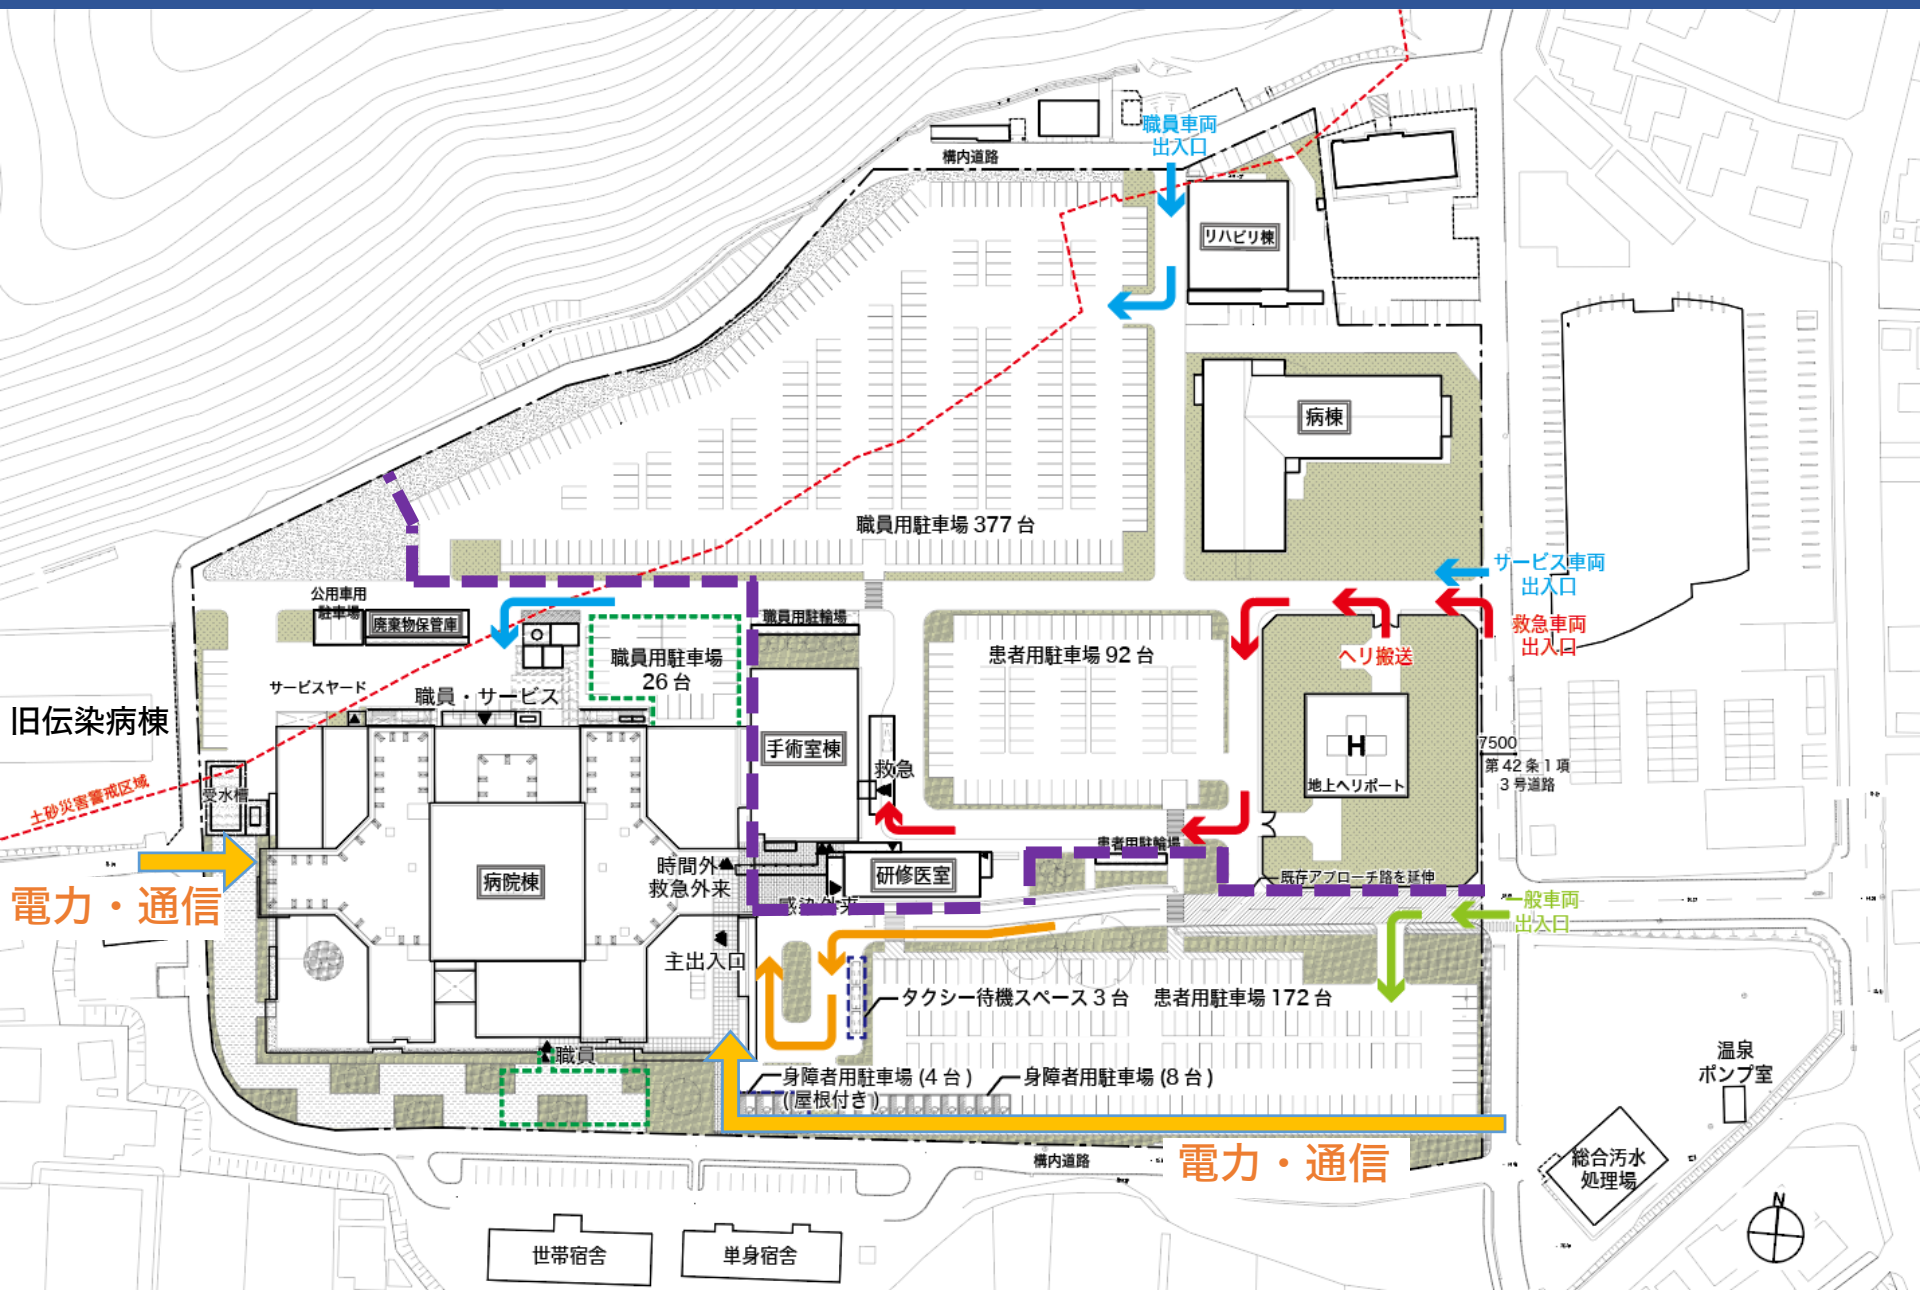 職員車両
出入口
構内道路
リハビリ棟
病棟
職員用駐車場 377 台
サービス車両
出入口
公用車用
駐車場
廃棄物保管庫
職員用駐輪場
救急車両
出入口
ヘリ搬送
患者用駐車場 92 台
職員用駐車場
26 台
サービスヤード
職員・サービス
旧伝染病棟
手術室棟
救急
H
地上ヘリポート
7500
第 42 条 1 項
3 号道路
土砂災害警戒区域
受水槽
患者用駐輪場
時間外
救急外来
研修医室
病院棟
既存アプローチ路を延伸
電力・通信
感染外来
一般車両
出入口
主出入口
タクシー待機スペース 3 台
患者用駐車場 172 台
職員
身障者用駐車場 (4 台)
(屋根付き)
身障者用駐車場 (8 台)
温泉
ポンプ室
電力・通信
構内道路
総合汚水
処理場
N
世帯宿舎
単身宿舎